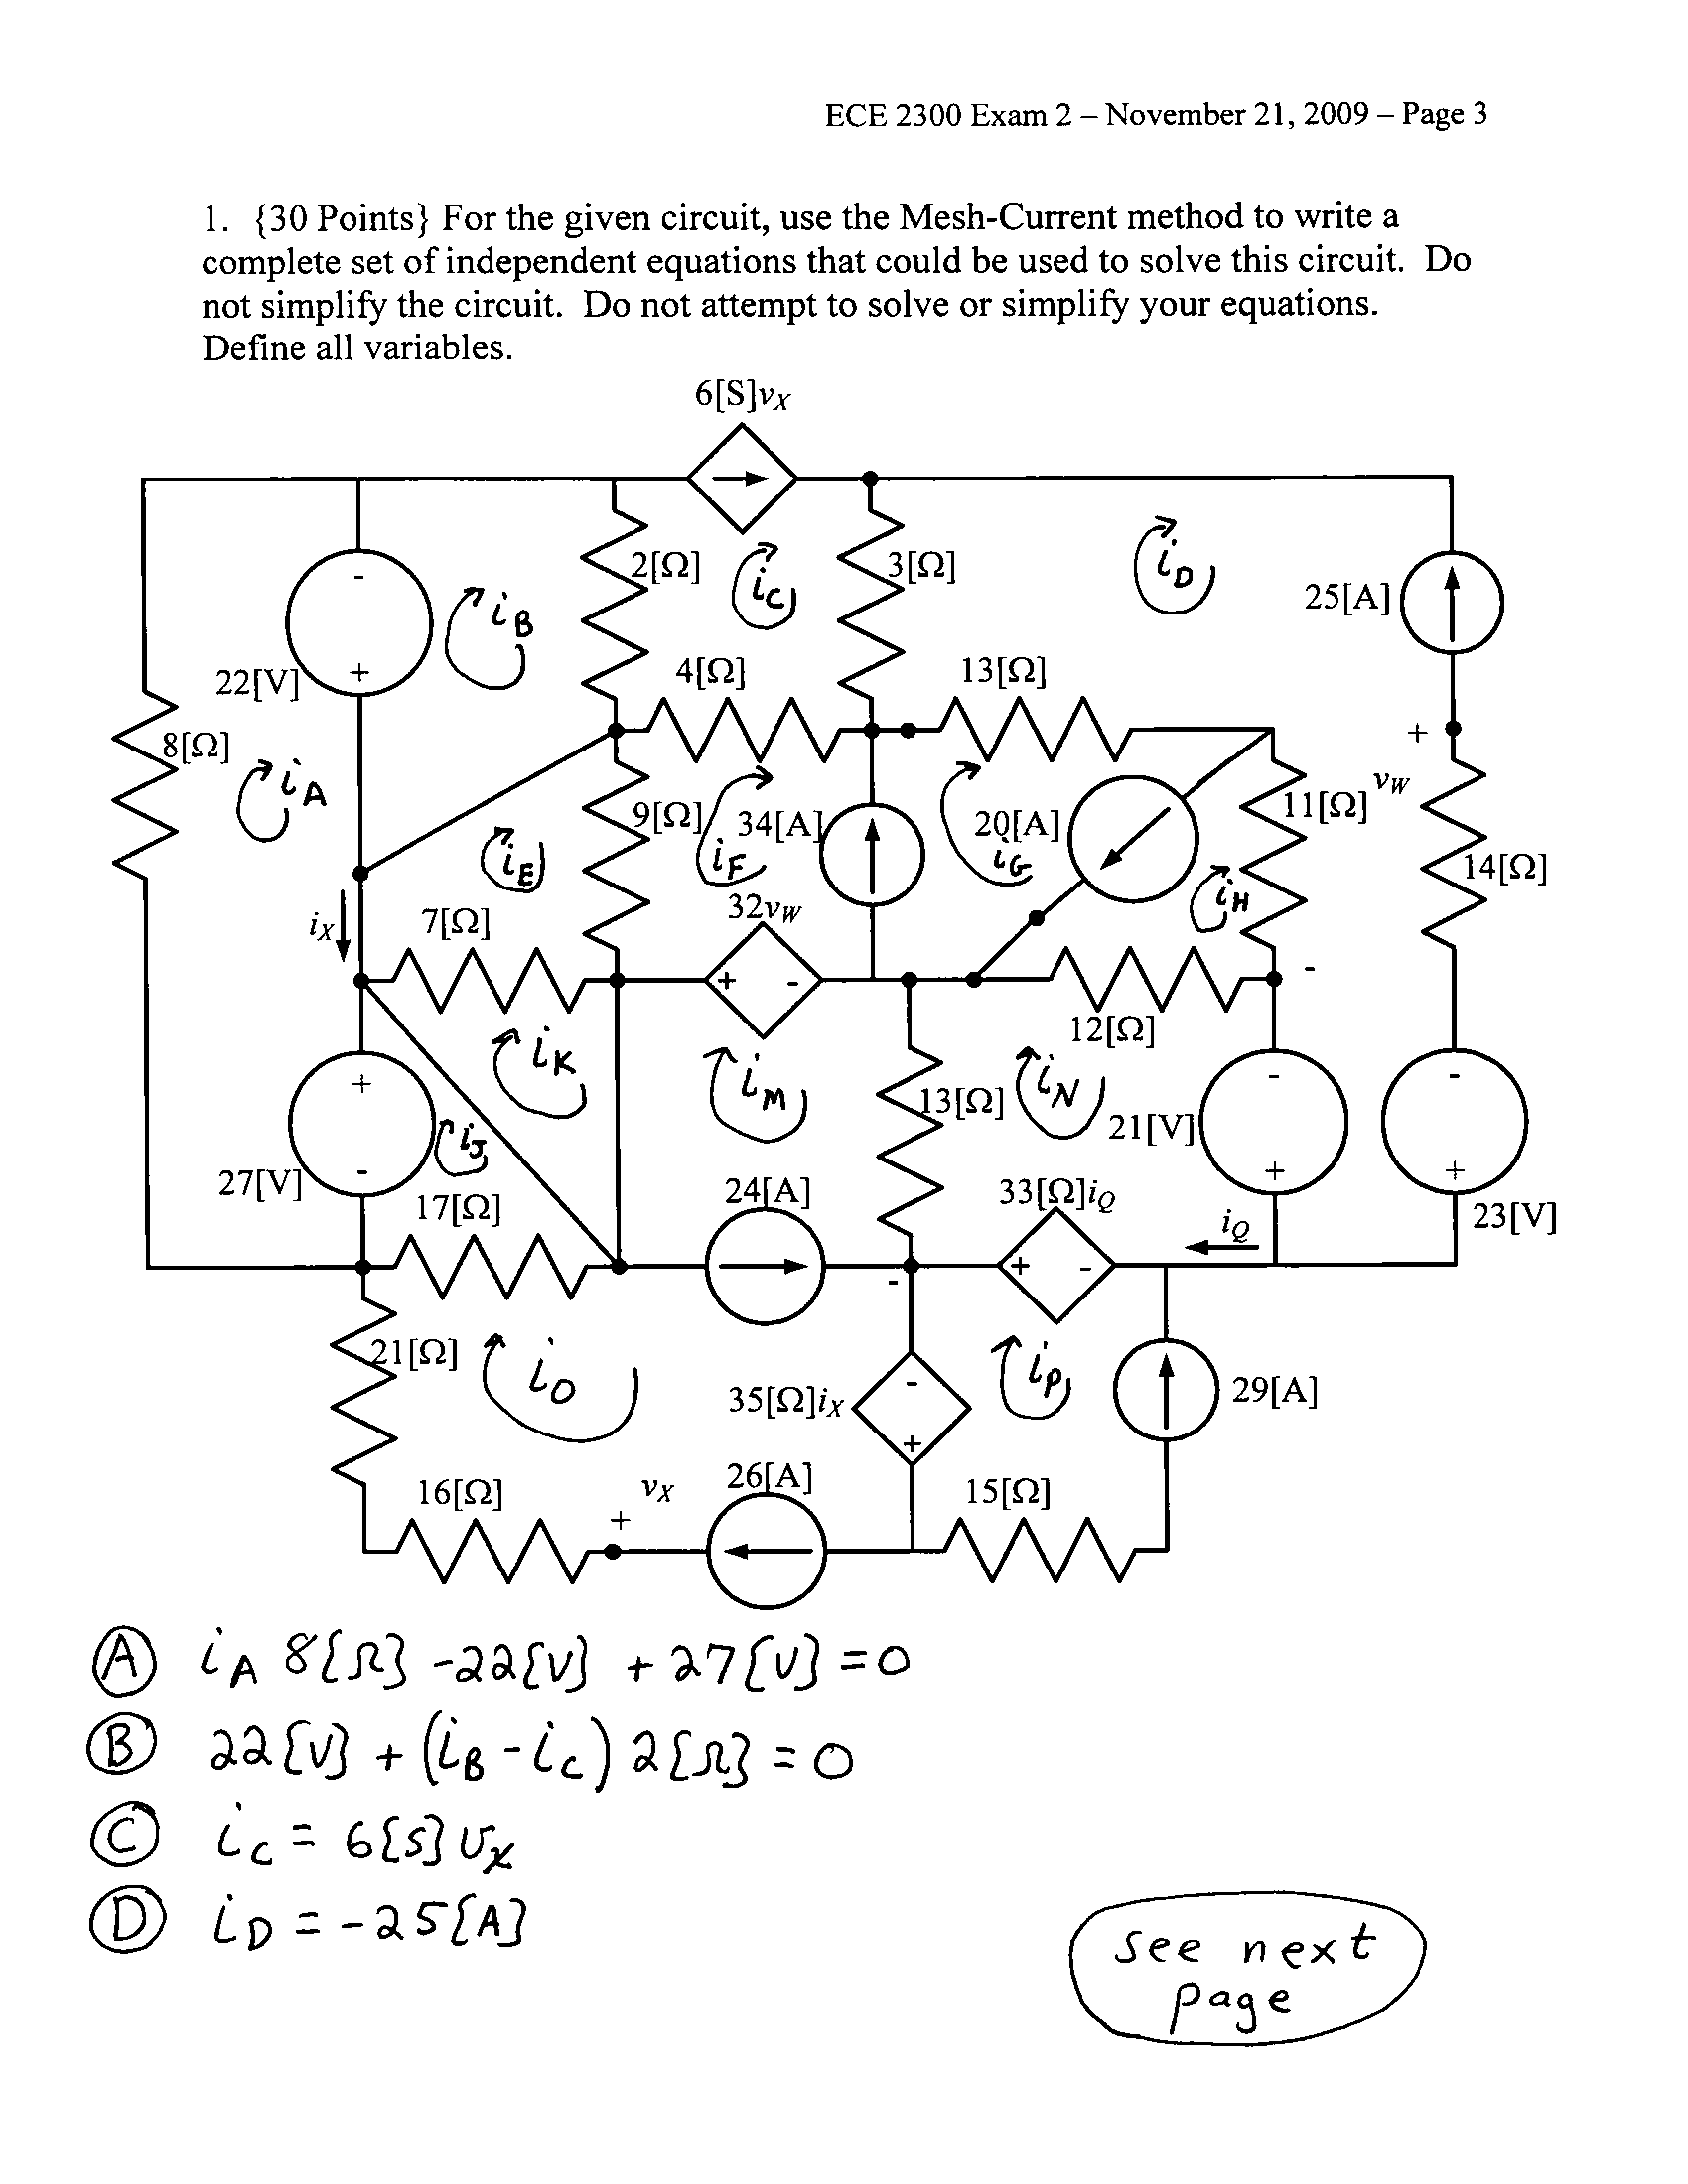 ECE 2300 Exam 2 – November 21, 2009 – Page 3
1. {30 Points} For the given circuit, use the Mesh-Current method to write a
complete set of independent equations that could be used to solve this circuit. Do
not simplify the circuit. Do not attempt to solve or simplify your equations.
Define all variables.
6[S]vX
2[Ω]
iC
3[Ω]
iD
25[A]
-
iB
22[V]
+
4[Ω]
13[Ω]
+
8[Ω]
iA
vW
9[Ω]
34[A]
20[A]
11[Ω]
iE
iF
iG
iH
14[Ω]
iX
7[Ω]
32vW
+ -
-
12[Ω]
iK
iM
iN
13[Ω]
+
27[V]
-
iJ
-
21[V]
+
-
23[V]
+
17[Ω]
24[A]
33[Ω]iQ
iQ
+ -
-
21[Ω]
iO
35[Ω]iX
-
+
iP
29[A]
16[Ω]
vX
+
26[A]
15[Ω]
A iA 8[Ω] -22[V] + 27[V] = 0
B 22[V] + (iB - iC) 2[Ω] = 0
C iC = 6[S] vX
D iD = -25[A]
see next
page